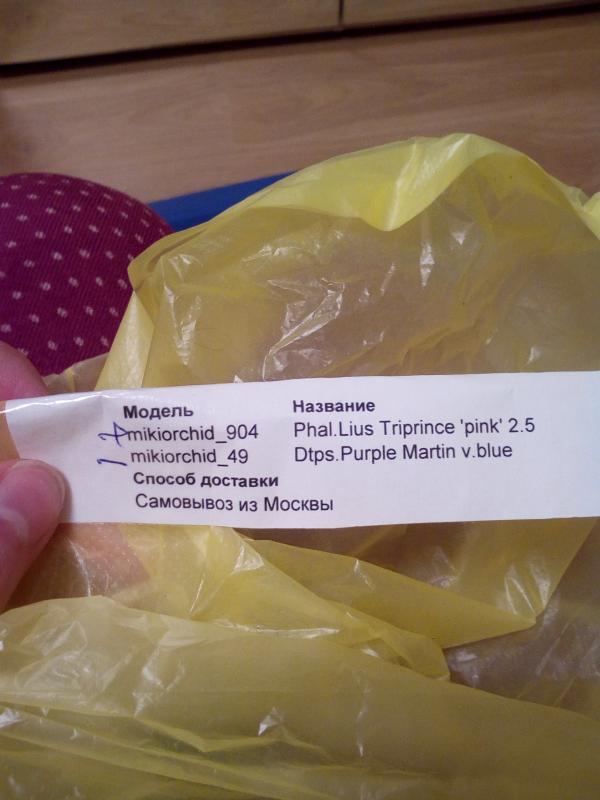 Модель Название
mikiorchid_904 Phal.Lius Triprince 'pink' 2.5
mikiorchid_49 Dtps.Purple Martin v.blue
Способ доставки
Самовывоз из Москвы